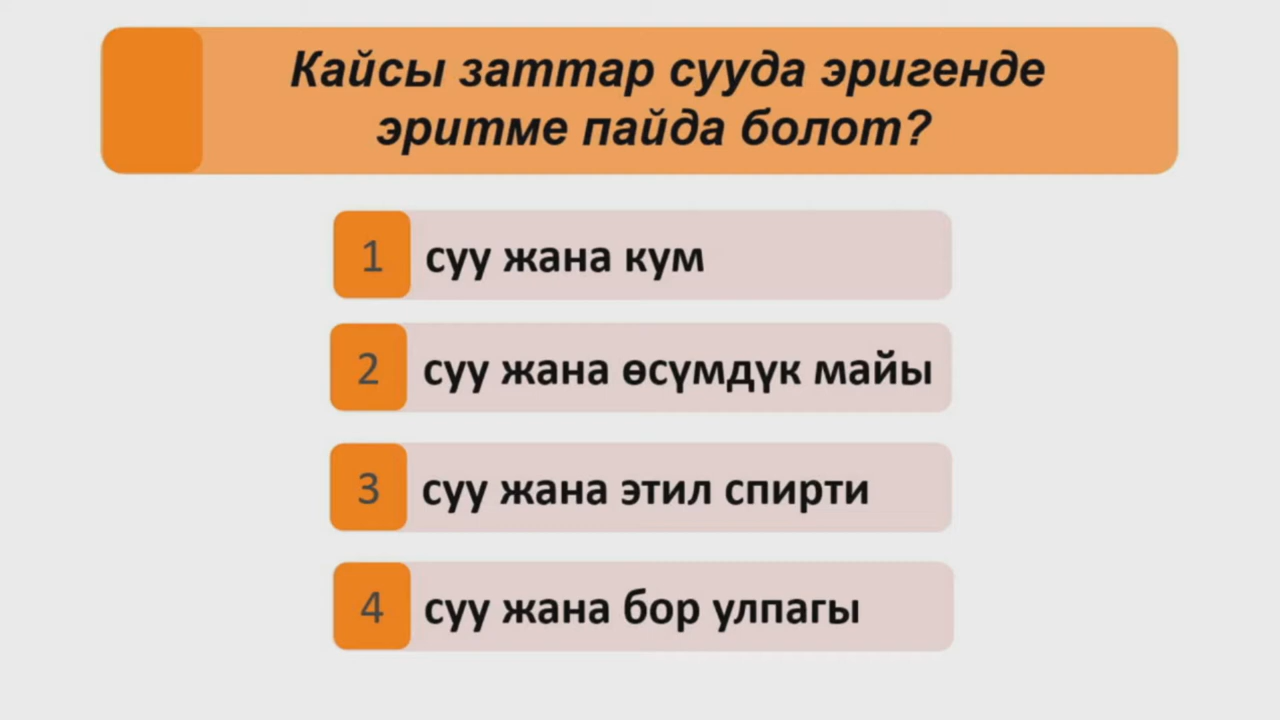 Кайсы заттар сууда эригенде
эритме пайда болот?
1 суу жана кум
2 суу жана өсүмдүк майы
3 суу жана этил спирти
4 суу жана бор улпагы